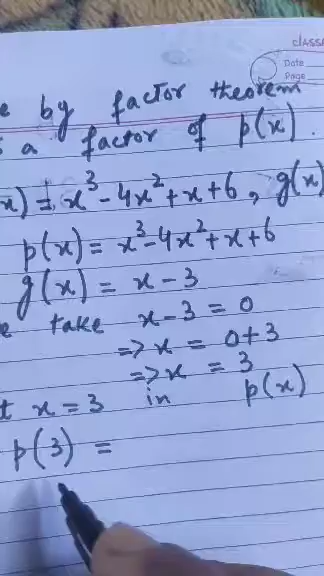 CLASS
Date
Page
e by factor theorem
s a factor of p(x).
x) = x³ - 4x² + x + 6, g(x)
p(x) = x³ - 4x² + x + 6
g(x) = x - 3
e take x - 3 = 0
=> x = 0 + 3
=> x = 3
t x = 3 in p(x)
p(3) =